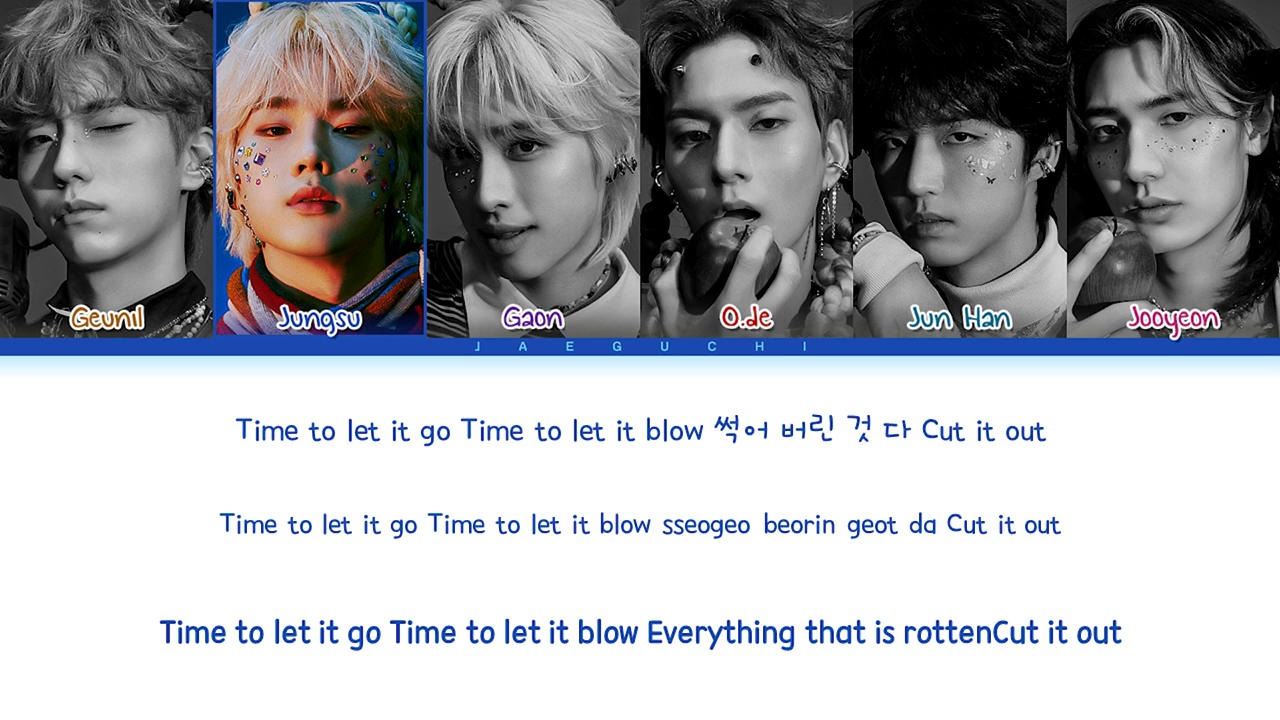 Geunil Jungsu Gaon O.de Jun Han Jooyeon
JAEGUCHI
Time to let it go Time to let it blow 썩어 버린 것 다 Cut it out
Time to let it go Time to let it blow sseogeo beorin geot da Cut it out
Time to let it go Time to let it blow Everything that is rottenCut it out